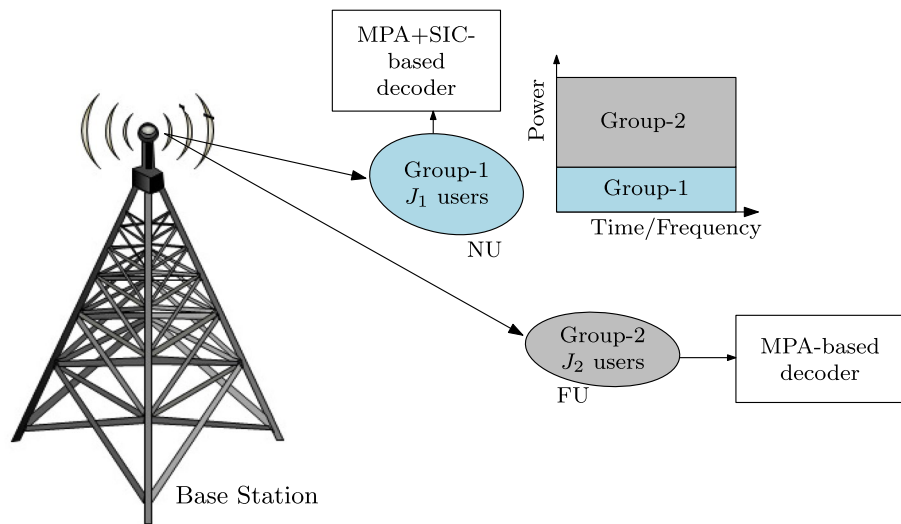 MPA+SIC-
based
decoder
Power
Group-2
Group-1
Time/Frequency
Group-1
J₁ users
NU
Group-2
J₂ users
FU
MPA-based
decoder
Base Station